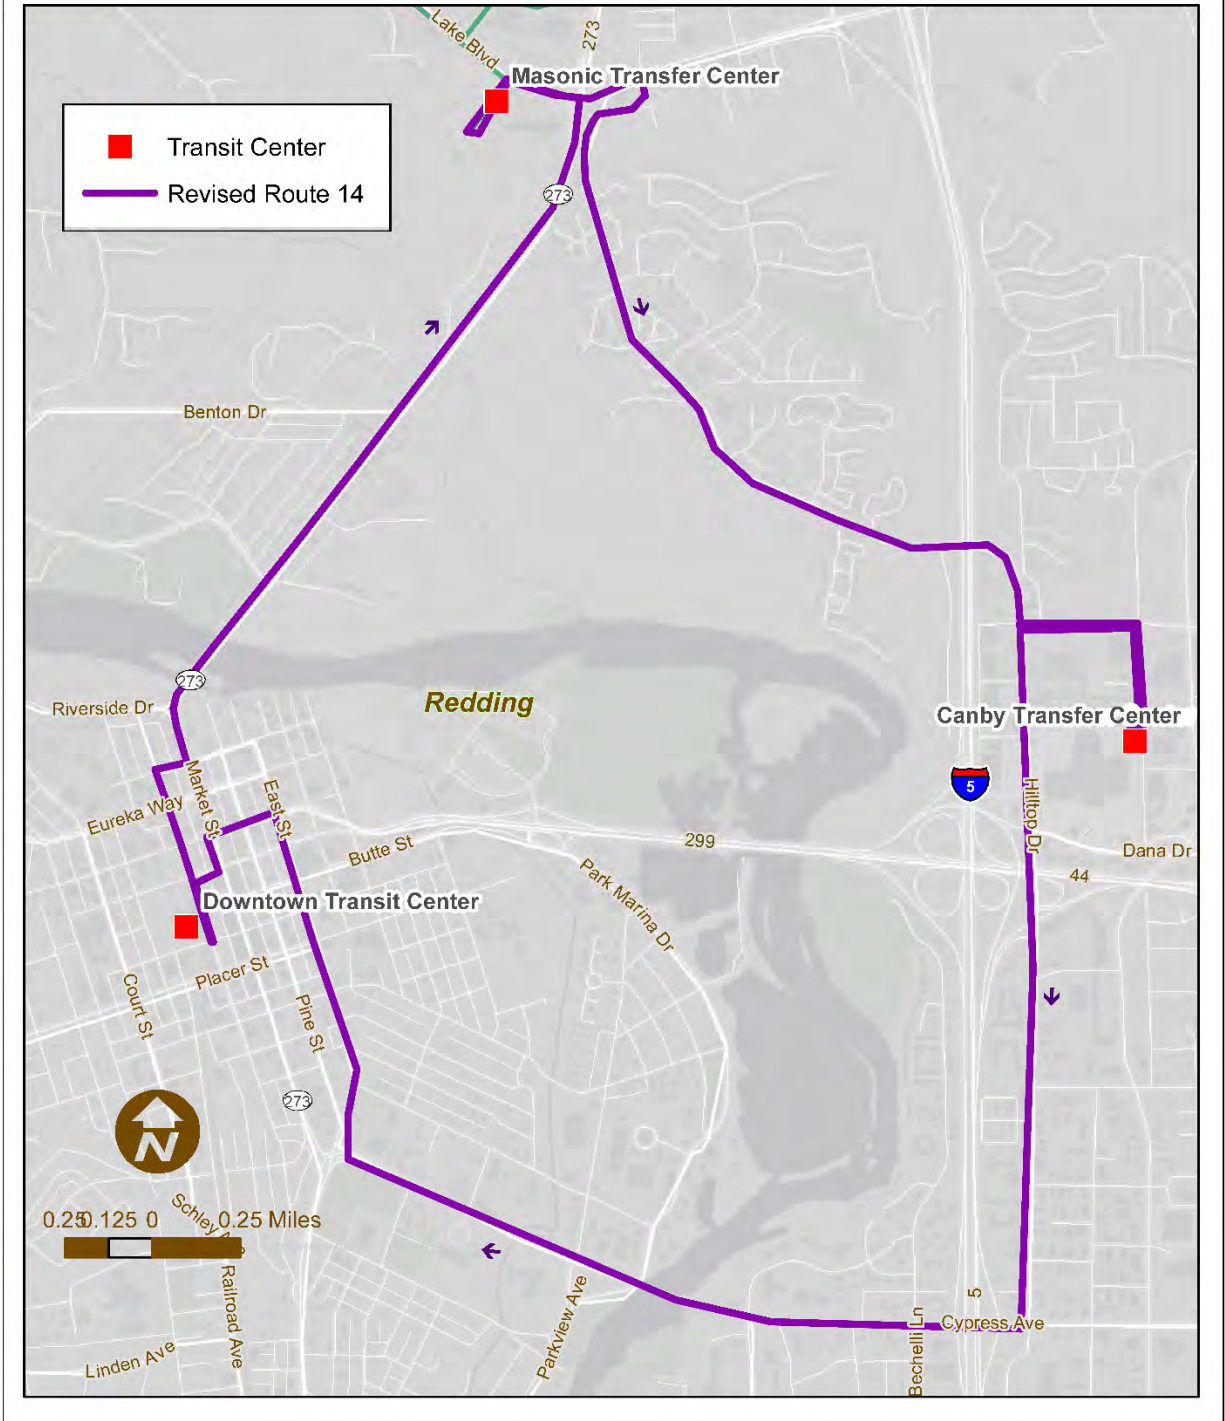 Lake Blvd
273
Masonic Transfer Center
Transit Center
Revised Route 14
273
Benton Dr
273
Riverside Dr
Redding
Canby Transfer Center
Market St
East St
5
Hilltop Dr
Eureka Way
299
Butte St
Dana Dr
44
Park Marina Dr
Downtown Transit Center
Placer St
Court St
Pine St
273
N
Schley Ave
0.25 0.125 0 0.25 Miles
Railroad Ave
Parkview Ave
5
Cypress Ave
Bechelli Ln
Linden Ave